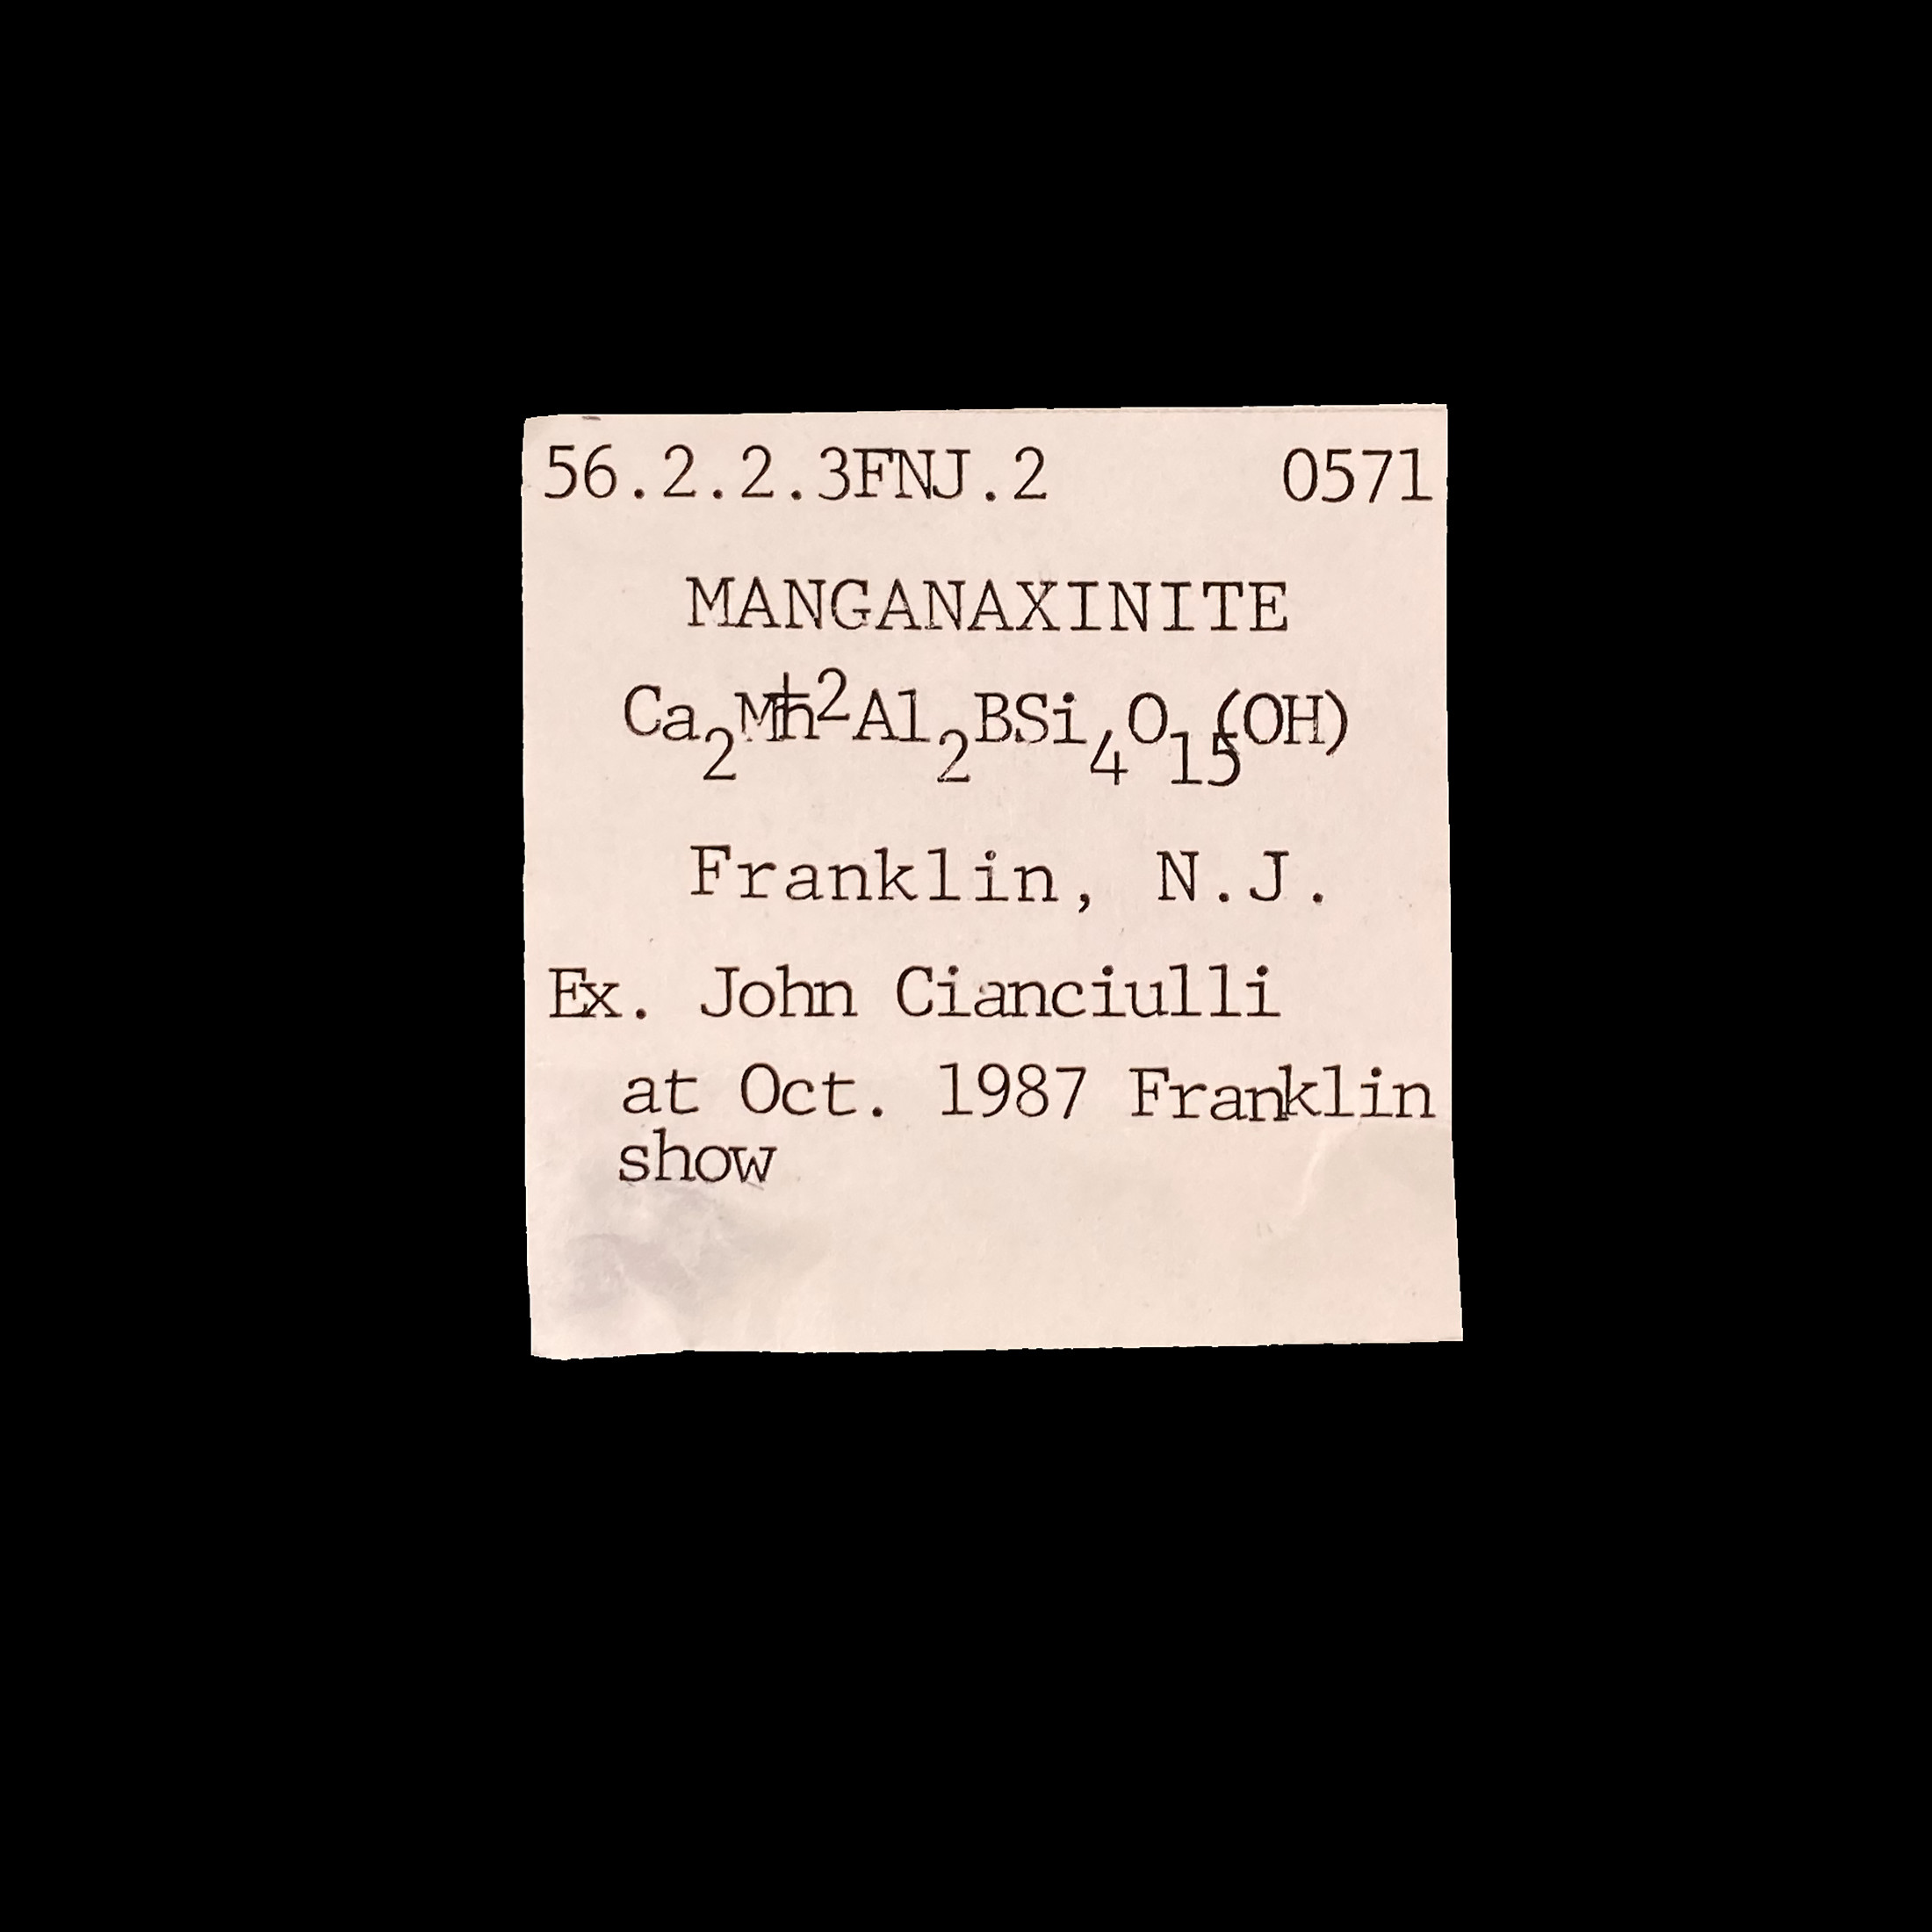 56.2.2.3FNJ.2 0571
MANGANAXINITE
Ca₂Mn⁺²Al₂BSi₄O₁₅(OH)
Franklin, N.J.
Ex. John Cianciulli
at Oct. 1987 Franklin
show